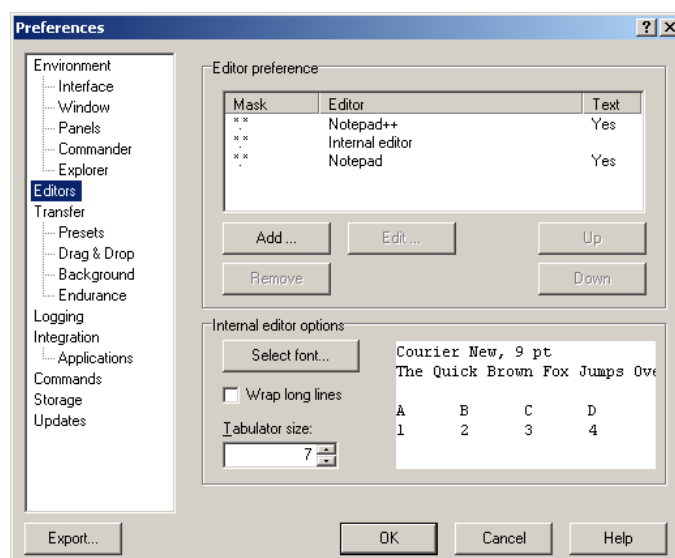 Preferences
Environment
Interface
Window
Panels
Commander
Explorer
Editors
Transfer
Presets
Drag & Drop
Background
Endurance
Logging
Integration
Applications
Commands
Storage
Updates
Editor preference
Mask Editor Text
*.* Notepad++ Yes
*.* Internal editor
*.* Notepad Yes
Add ... Edit ... Up
Remove Down
Internal editor options
Select font...
Wrap long lines
Tabulator size:
7
Courier New, 9 pt
The Quick Brown Fox Jumps Ove
A B C D
1 2 3 4
Export... OK Cancel Help